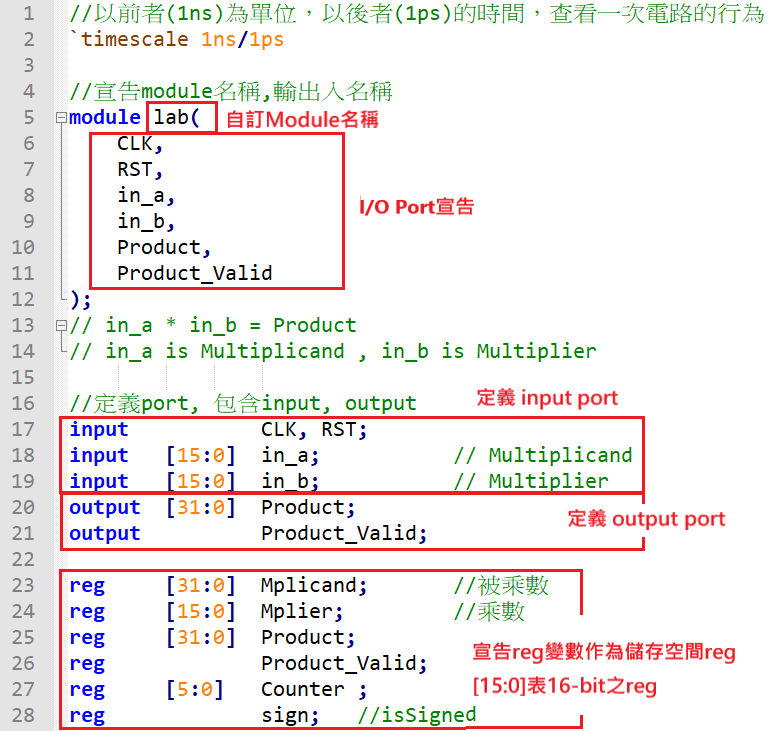 1 //以前者(1ns)為單位，以後者(1ps)的時間，查看一次電路的行為
2 `timescale 1ns/1ps
3
4 //宣告module名稱,輸出入名稱
5 module lab( 自訂Module名稱
6 CLK,
7 RST,
8 in_a, I/O Port宣告
9 in_b,
10 Product,
11 Product_Valid
12 );
13 // in_a * in_b = Product
14 // in_a is Multiplicand , in_b is Multiplier
15
16 //定義port, 包含input, output 定義 input port
17 input CLK, RST;
18 input [15:0] in_a; // Multiplicand
19 input [15:0] in_b; // Multiplier
20 output [31:0] Product; 定義 output port
21 output Product_Valid;
22
23 reg [31:0] Mplicand; //被乘數
24 reg [15:0] Mplier; //乘數
25 reg [31:0] Product;
26 reg Product_Valid; 宣告reg變數作為儲存空間reg
27 reg [5:0] Counter ; [15:0]表16-bit之reg
28 reg sign; //isSigned